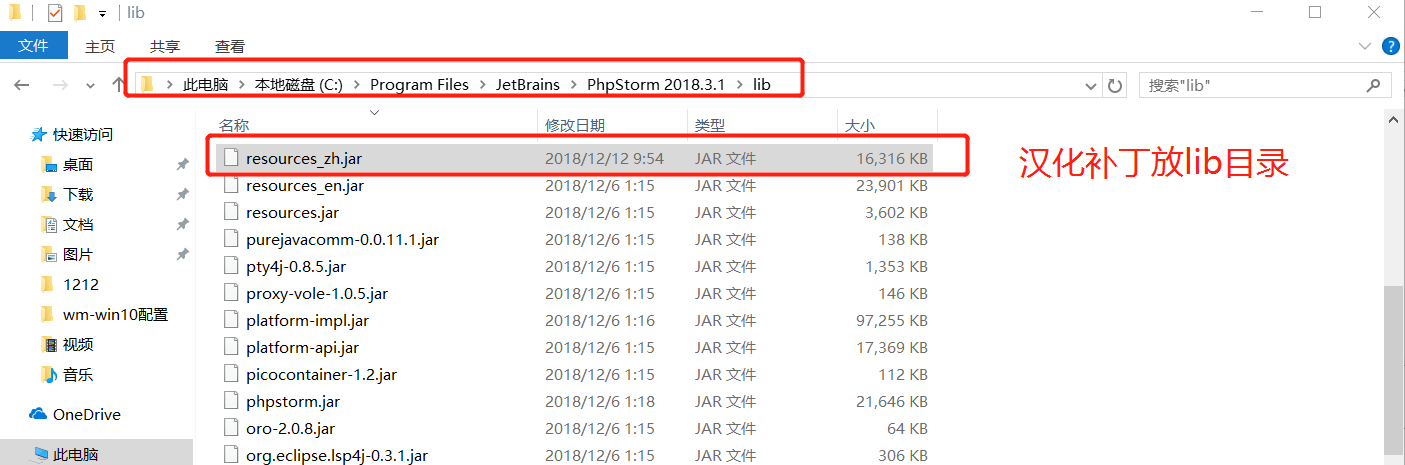 lib
文件 主页 共享 查看
此电脑 本地磁盘 (C:) Program Files JetBrains PhpStorm 2018.3.1 lib 搜索"lib"
名称 修改日期 类型 大小
快速访问
桌面
下载
文档
图片
1212
wm-win10配置
视频
音乐
OneDrive
此电脑
resources_zh.jar 2018/12/12 9:54 JAR 文件 16,316 KB
resources_en.jar 2018/12/6 1:15 JAR 文件 23,901 KB
resources.jar 2018/12/6 1:15 JAR 文件 3,602 KB
purejavacomm-0.0.11.1.jar 2018/12/6 1:15 JAR 文件 138 KB
pty4j-0.8.5.jar 2018/12/6 1:15 JAR 文件 1,353 KB
proxy-vole-1.0.5.jar 2018/12/6 1:15 JAR 文件 146 KB
platform-impl.jar 2018/12/6 1:16 JAR 文件 97,255 KB
platform-api.jar 2018/12/6 1:15 JAR 文件 17,369 KB
picocontainer-1.2.jar 2018/12/6 1:15 JAR 文件 112 KB
phpstorm.jar 2018/12/6 1:18 JAR 文件 21,646 KB
oro-2.0.8.jar 2018/12/6 1:15 JAR 文件 64 KB
org.eclipse.lsp4j-0.3.1.jar 2018/12/6 1:15 JAR 文件 306 KB
汉化补丁放lib目录